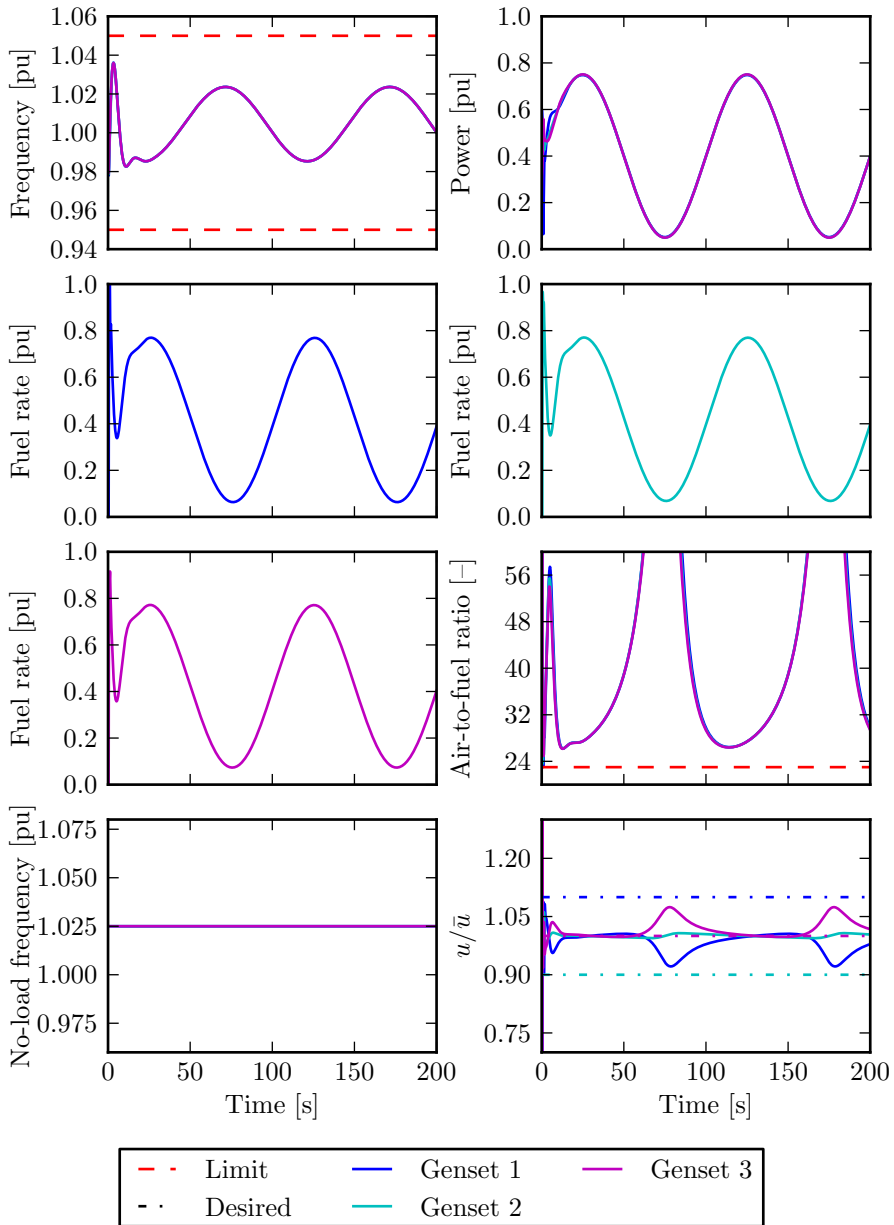 Frequency [pu]
1.06
1.04
1.02
1.00
0.98
0.96
0.94
Power [pu]
1.0
0.8
0.6
0.4
0.2
0.0
Fuel rate [pu]
1.0
0.8
0.6
0.4
0.2
0.0
Fuel rate [pu]
1.0
0.8
0.6
0.4
0.2
0.0
Fuel rate [pu]
1.0
0.8
0.6
0.4
0.2
0.0
Air-to-fuel ratio [–]
56
48
40
32
24
No-load frequency [pu]
1.075
1.050
1.025
1.000
0.975
0 50 100 150 200
Time [s]
u/ū
1.20
1.05
0.90
0.75
0 50 100 150 200
Time [s]
Limit
Desired
Genset 1
Genset 2
Genset 3